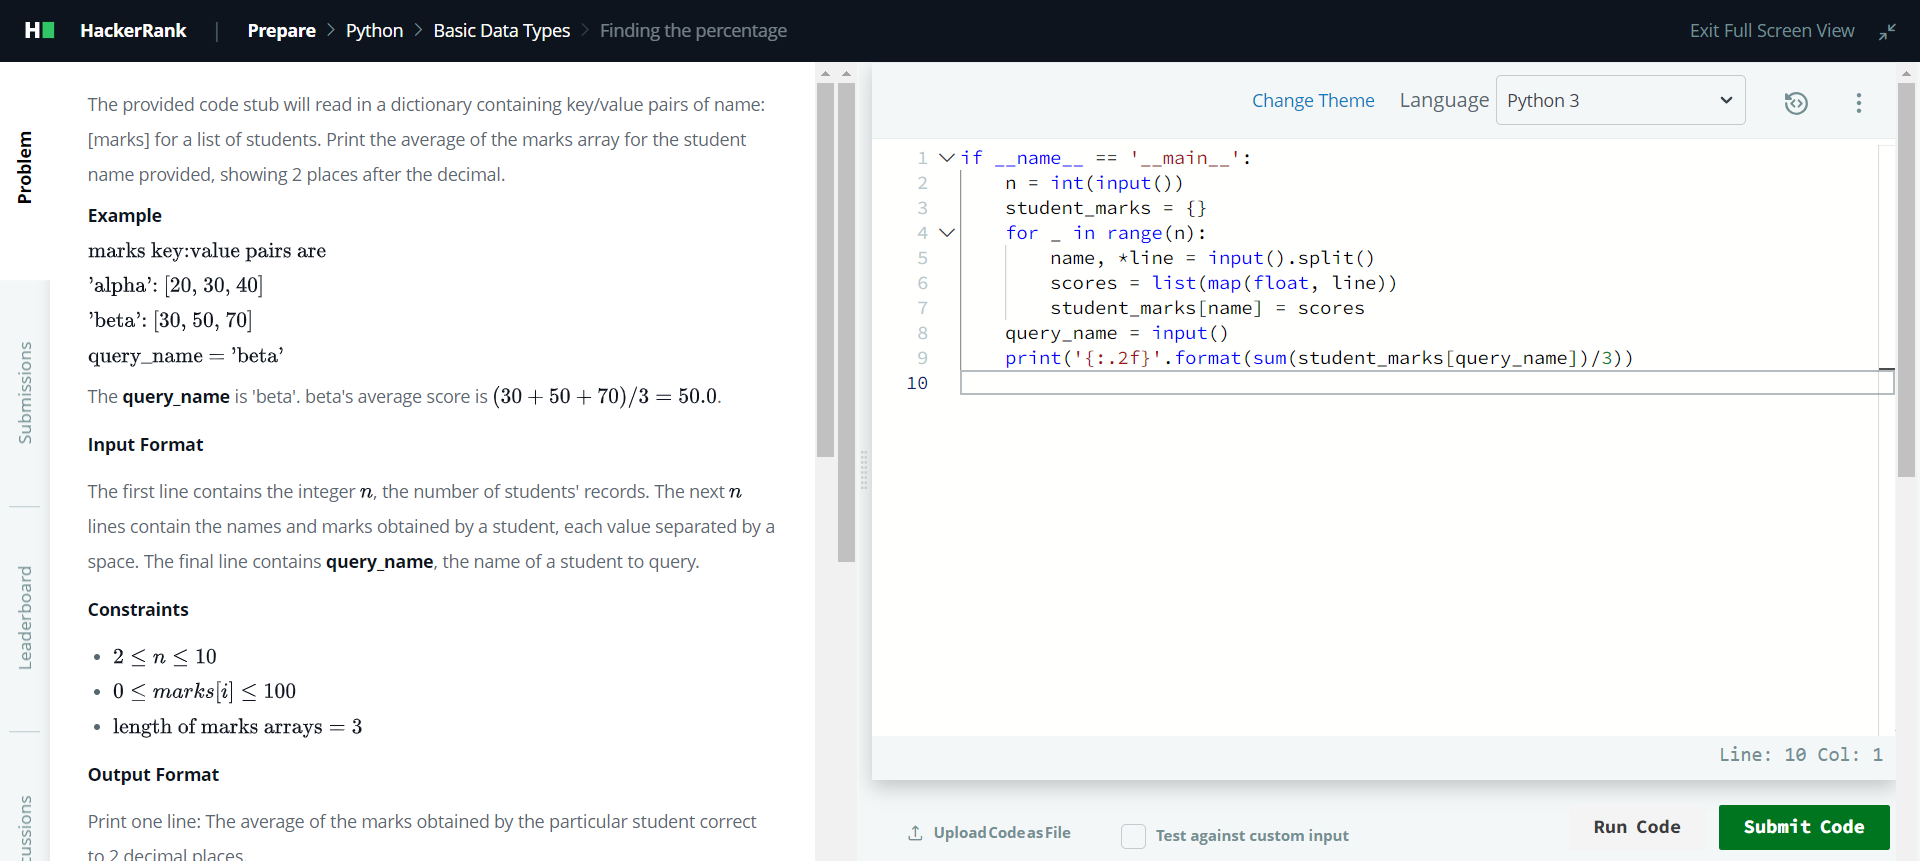 HackerRank | Prepare > Python > Basic Data Types > Finding the percentage
Exit Full Screen View
Problem
Submissions
Leaderboard
cussions
The provided code stub will read in a dictionary containing key/value pairs of name:
[marks] for a list of students. Print the average of the marks array for the student
name provided, showing 2 places after the decimal.
Example
marks key:value pairs are
'alpha': [20, 30, 40]
'beta': [30, 50, 70]
query_name = 'beta'
The query_name is 'beta'. beta's average score is (30 + 50 + 70)/3 = 50.0.
Input Format
The first line contains the integer n, the number of students' records. The next n
lines contain the names and marks obtained by a student, each value separated by a
space. The final line contains query_name, the name of a student to query.
Constraints
• 2 ≤ n ≤ 10
• 0 ≤ marks[i] ≤ 100
• length of marks arrays = 3
Output Format
Print one line: The average of the marks obtained by the particular student correct
to 2 decimal places.
Change Theme Language Python 3
1 if __name__ == '__main__':
2 n = int(input())
3 student_marks = {}
4 for _ in range(n):
5 name, *line = input().split()
6 scores = list(map(float, line))
7 student_marks[name] = scores
8 query_name = input()
9 print('{:.2f}'.format(sum(student_marks[query_name])/3))
10
Line: 10 Col: 1
Upload Code as File
Test against custom input
Run Code
Submit Code